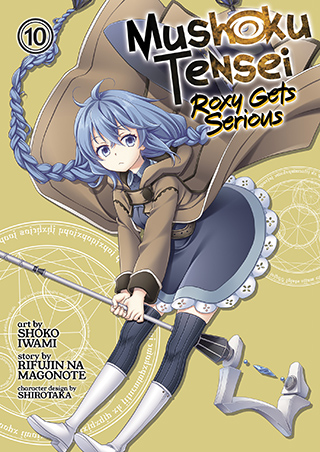 10
Mushoku
Tensei
Roxy Gets
Serious
art by
SHOKO
IWAMI
story by
RIFUJIN NA
MAGONOTE
character design by
SHIROTAKA